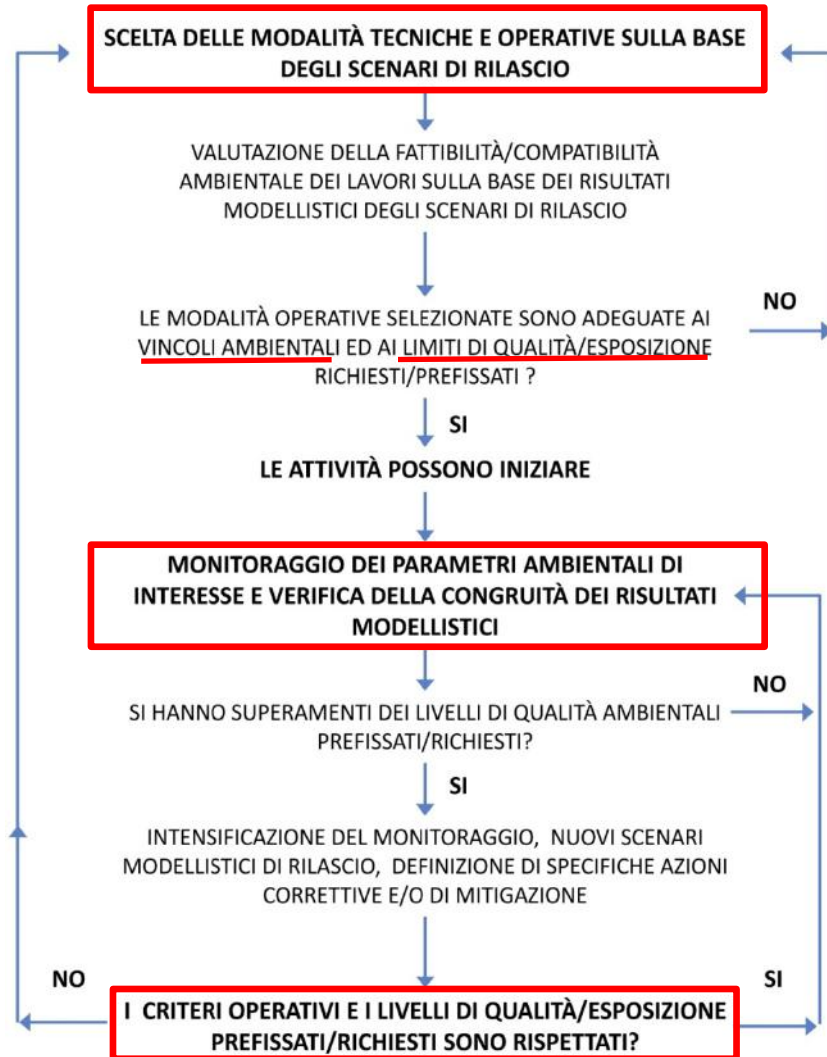 SCELTA DELLE MODALITÀ TECNICHE E OPERATIVE SULLA BASE
DEGLI SCENARI DI RILASCIO
VALUTAZIONE DELLA FATTIBILITÀ/COMPATIBILITÀ
AMBIENTALE DEI LAVORI SULLA BASE DEI RISULTATI
MODELLISTICI DEGLI SCENARI DI RILASCIO
NO
LE MODALITÀ OPERATIVE SELEZIONATE SONO ADEGUATE AI
VINCOLI AMBIENTALI ED AI LIMITI DI QUALITÀ/ESPOSIZIONE
RICHIESTI/PREFISSATI ?
SI
LE ATTIVITÀ POSSONO INIZIARE
MONITORAGGIO DEI PARAMETRI AMBIENTALI DI
INTERESSE E VERIFICA DELLA CONGRUITÀ DEI RISULTATI
MODELLISTICI
NO
SI HANNO SUPERAMENTI DEI LIVELLI DI QUALITÀ AMBIENTALI
PREFISSATI/RICHIESTI?
SI
INTENSIFICAZIONE DEL MONITORAGGIO, NUOVI SCENARI
MODELLISTICI DI RILASCIO, DEFINIZIONE DI SPECIFICHE AZIONI
CORRETTIVE E/O DI MITIGAZIONE
NO
SI
I CRITERI OPERATIVI E I LIVELLI DI QUALITÀ/ESPOSIZIONE
PREFISSATI/RICHIESTI SONO RISPETTATI?